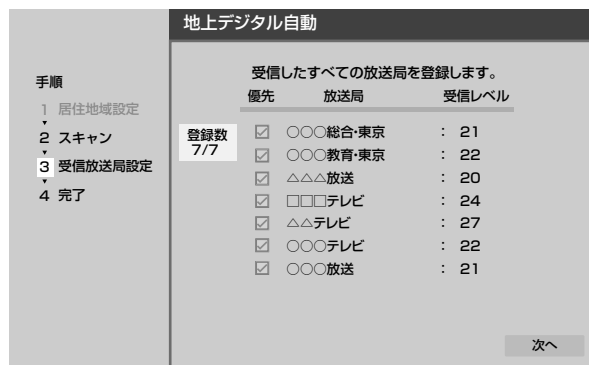 地上デジタル自動
手順
1 居住地域設定
2 スキャン
3 受信放送局設定
4 完了
受信したすべての放送局を登録します。
優先 放送局 受信レベル
登録数
7/7
○○○総合・東京 : 21
○○○教育・東京 : 22
△△△放送 : 20
□□□テレビ : 24
△△テレビ : 27
○○○テレビ : 22
○○○放送 : 21
次へ